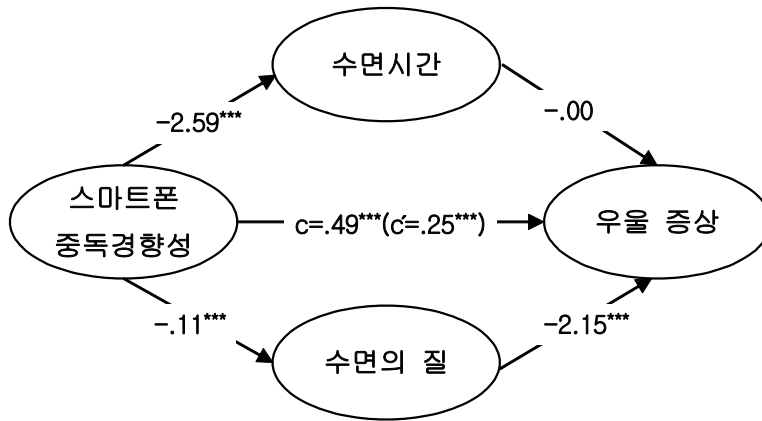 수면시간
-2.59***
-.00
스마트폰
중독경향성
c=.49***(c´=.25***)
우울 증상
-.11***
-2.15***
수면의 질